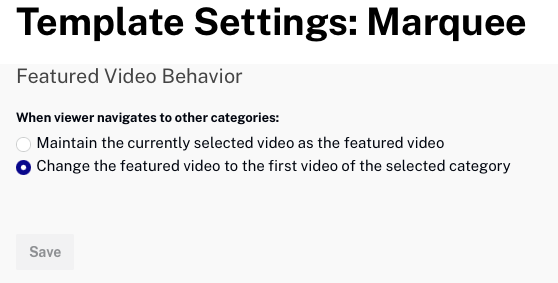 Template Settings: Marquee
Featured Video Behavior
When viewer navigates to other categories:
Maintain the currently selected video as the featured video
Change the featured video to the first video of the selected category
Save